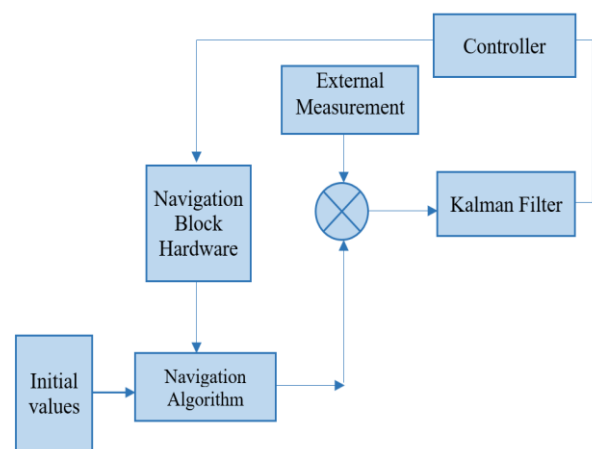 Controller
External
Measurement
Navigation
Block
Hardware
Kalman Filter
Initial
values
Navigation
Algorithm